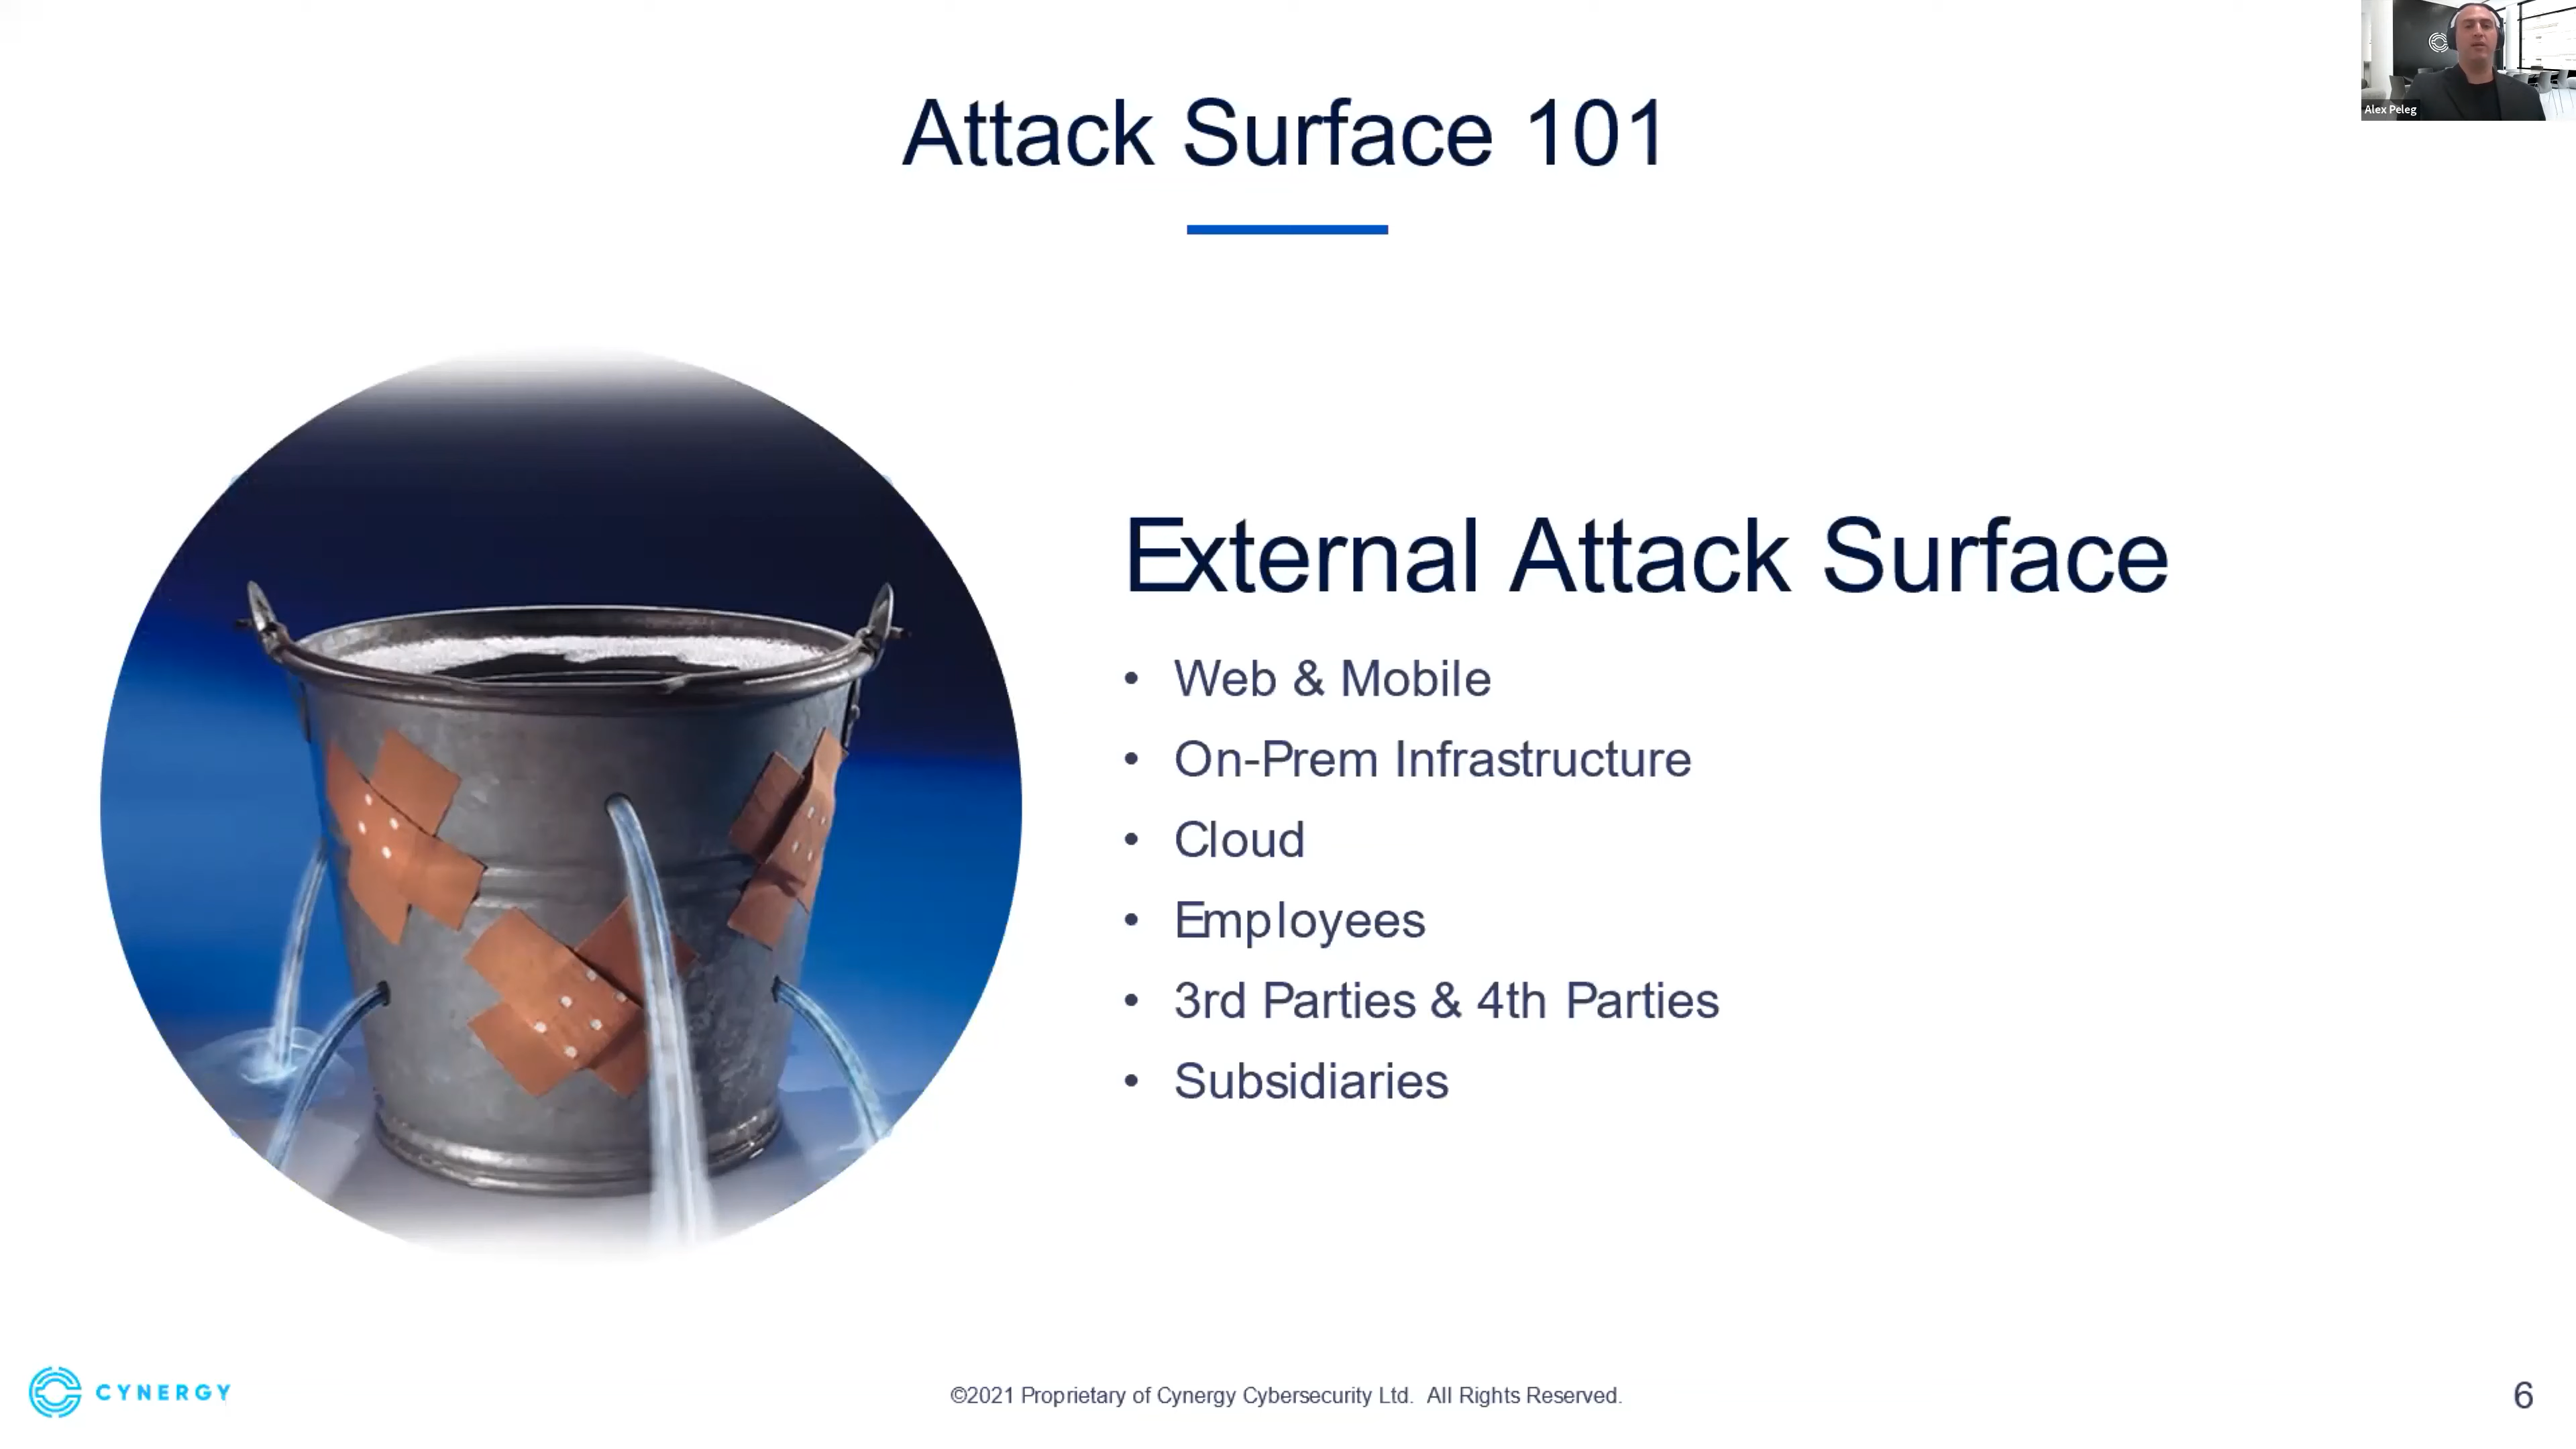 Alex Peleg
Attack Surface 101
External Attack Surface
• Web & Mobile
• On-Prem Infrastructure
• Cloud
• Employees
• 3rd Parties & 4th Parties
• Subsidiaries
CYNERGY
©2021 Proprietary of Cynergy Cybersecurity Ltd. All Rights Reserved.
6